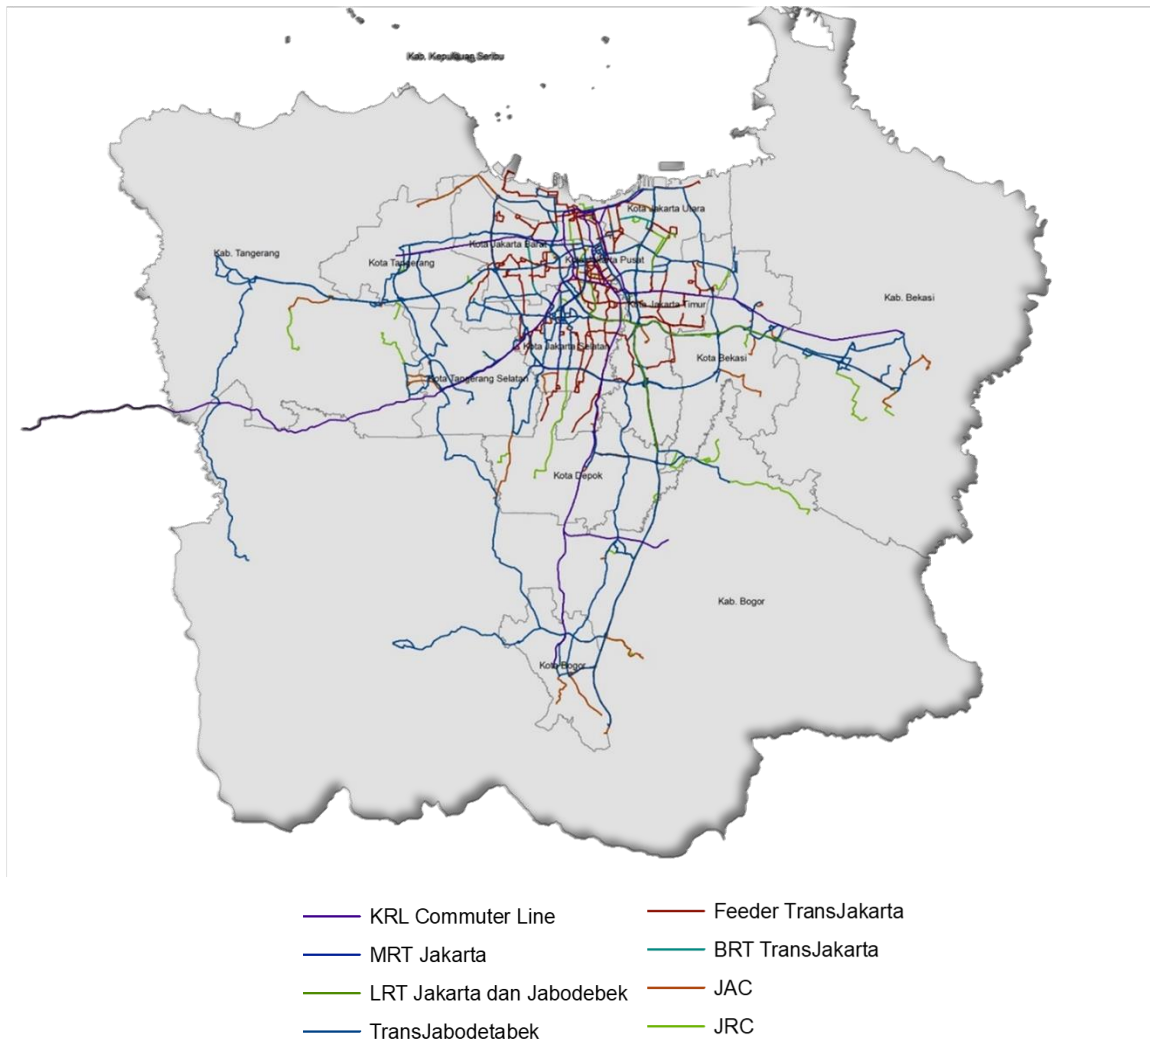 Kab. Kepulauan Seribu
Kota Jakarta Utara
Kota Jakarta Barat
Kab. Tangerang
Kota Tangerang
Kota Jakarta Pusat
Kab. Bekasi
Kota Jakarta Timur
Kota Jakarta Selatan
Kota Bekasi
Kota Tangerang Selatan
Kota Depok
Kab. Bogor
Kota Bogor
KRL Commuter Line
MRT Jakarta
LRT Jakarta dan Jabodebek
TransJabodetabek
Feeder TransJakarta
BRT TransJakarta
JAC
JRC